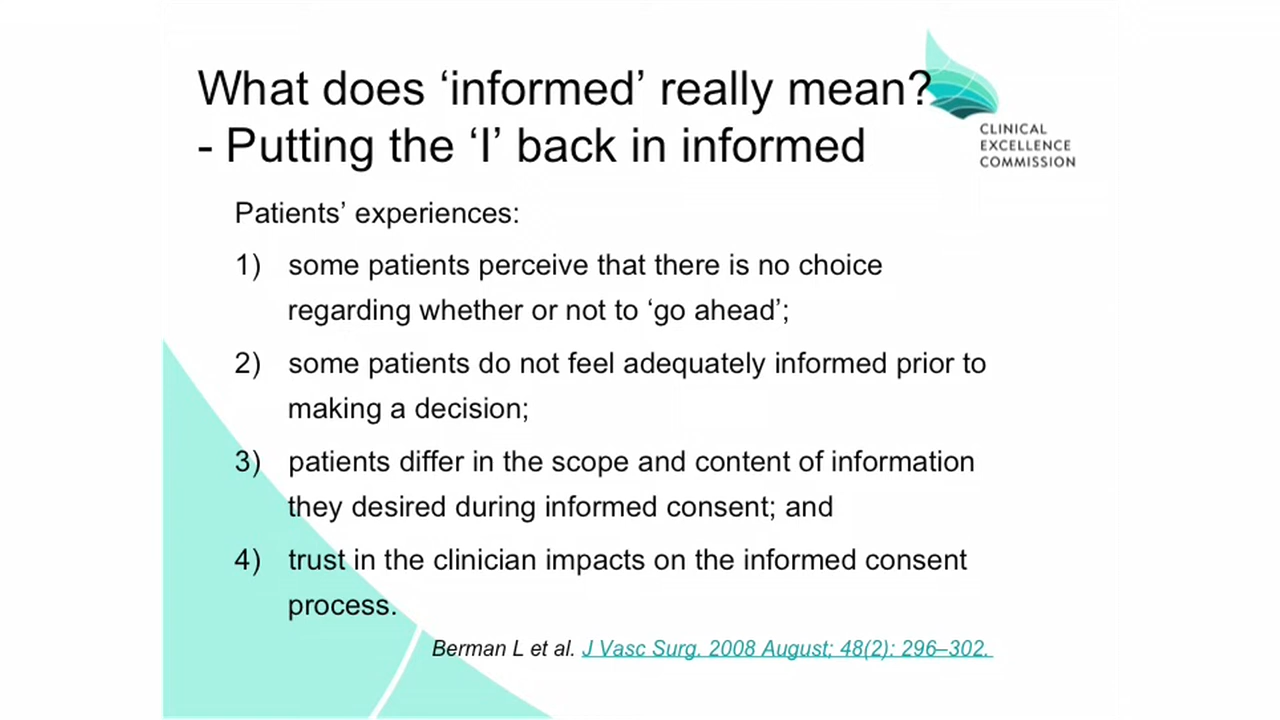 What does ‘informed’ really mean?
- Putting the ‘I’ back in informed
CLINICAL
EXCELLENCE
COMMISSION
Patients’ experiences:
1) some patients perceive that there is no choice
regarding whether or not to ‘go ahead’;
2) some patients do not feel adequately informed prior to
making a decision;
3) patients differ in the scope and content of information
they desired during informed consent; and
4) trust in the clinician impacts on the informed consent
process.
Berman L et al. J Vasc Surg. 2008 August; 48(2): 296–302.